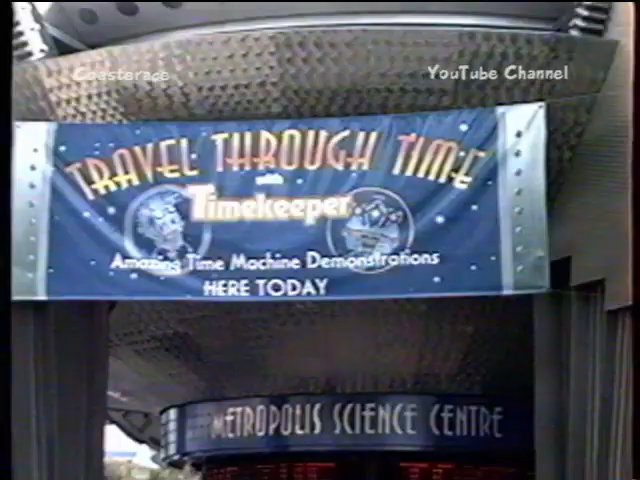 Coasterace
YouTube Channel
TRAVEL THROUGH TIME
with
Timekeeper
Amazing Time Machine Demonstrations
HERE TODAY
METROPOLIS SCIENCE CENTRE